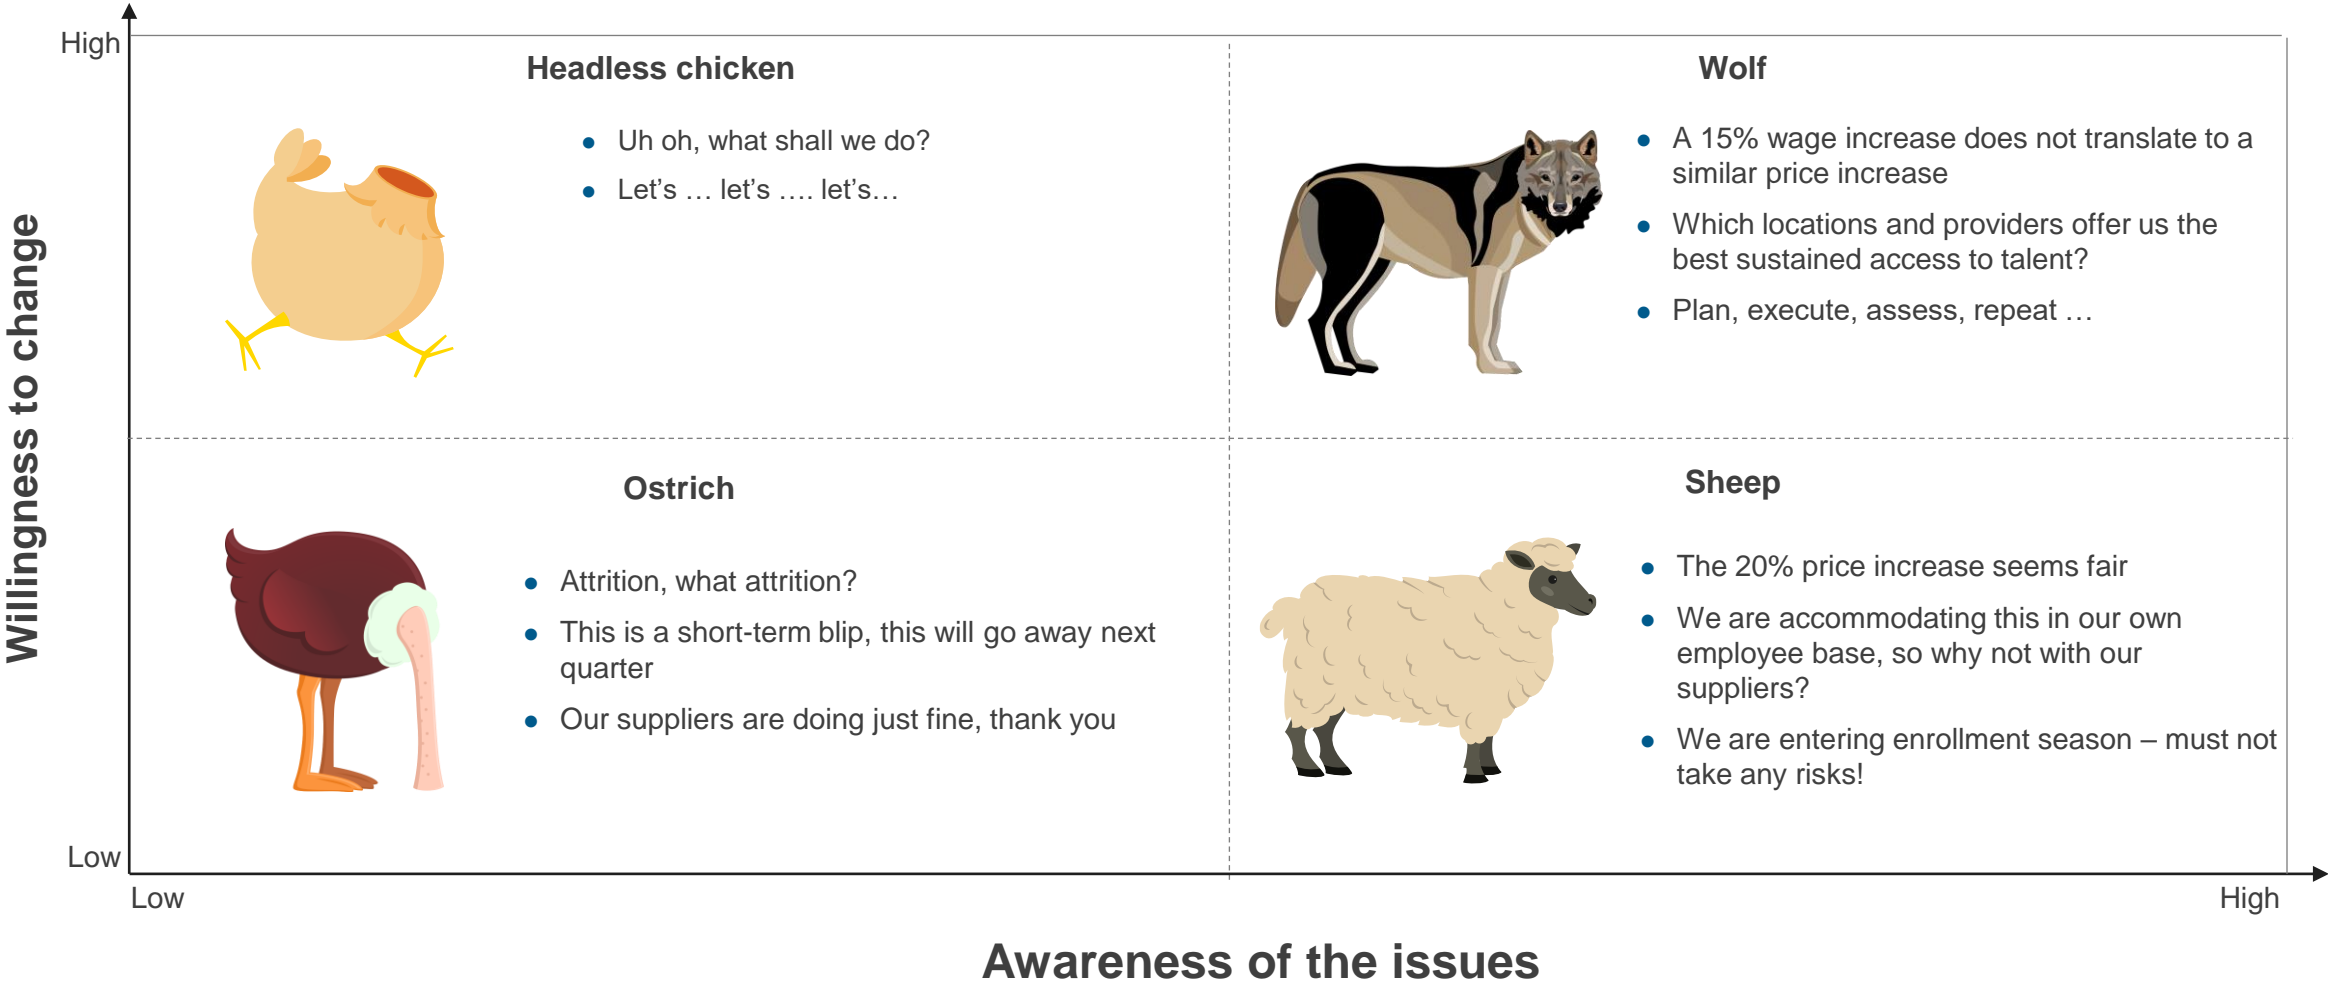 High
Headless chicken
Uh oh, what shall we do?
Let’s … let’s …. let’s…
Wolf
A 15% wage increase does not translate to a
similar price increase
Which locations and providers offer us the
best sustained access to talent?
Plan, execute, assess, repeat …
Willingness to change
Ostrich
Attrition, what attrition?
This is a short-term blip, this will go away next
quarter
Our suppliers are doing just fine, thank you
Sheep
The 20% price increase seems fair
We are accommodating this in our own
employee base, so why not with our
suppliers?
We are entering enrollment season – must not
take any risks!
Low
Low
High
Awareness of the issues